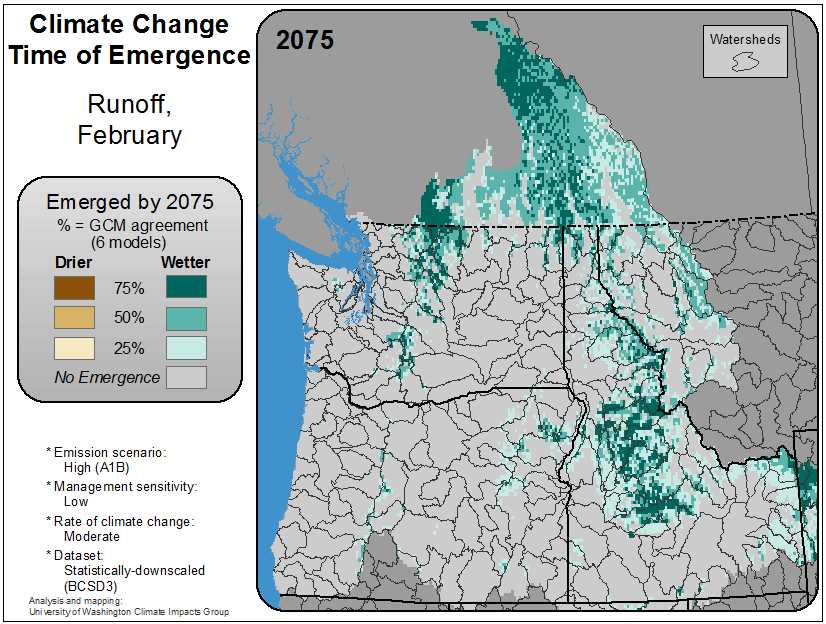 Climate Change
Time of Emergence
Runoff,
February
Emerged by 2075
% = GCM agreement
(6 models)
Drier Wetter
75%
50%
25%
No Emergence
* Emission scenario:
High (A1B)
* Management sensitivity:
Low
* Rate of climate change:
Moderate
* Dataset:
Statistically-downscaled
(BCSD3)
Analysis and mapping:
University of Washington Climate Impacts Group
2075
Watersheds